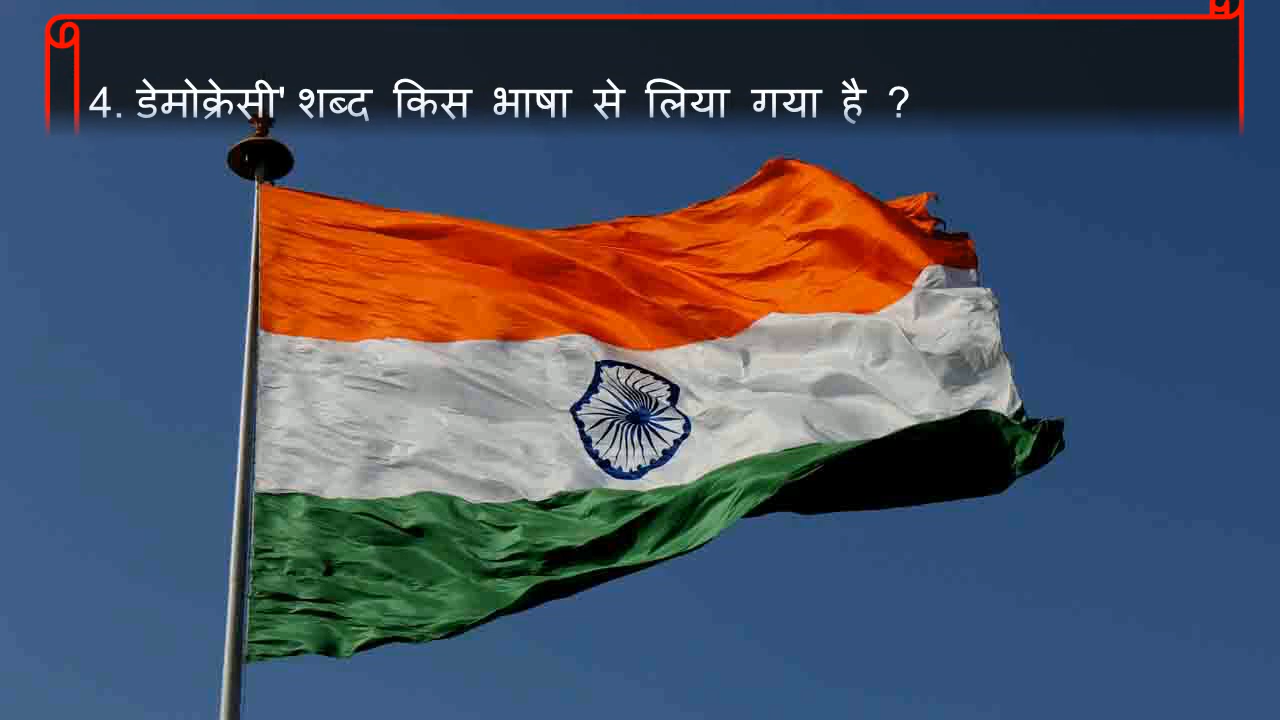 4. डेमोक्रेसी' शब्द किस भाषा से लिया गया है ?